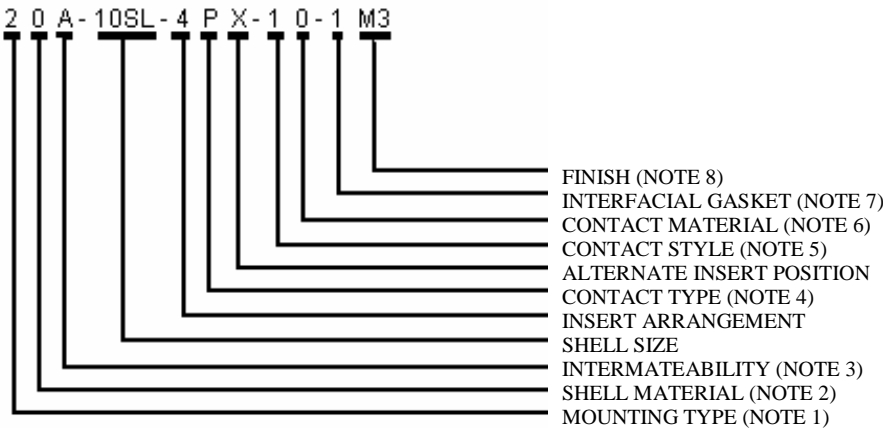 2 0 A - 10SL - 4 P X - 1 0 - 1 M3
FINISH (NOTE 8)
INTERFACIAL GASKET (NOTE 7)
CONTACT MATERIAL (NOTE 6)
CONTACT STYLE (NOTE 5)
ALTERNATE INSERT POSITION
CONTACT TYPE (NOTE 4)
INSERT ARRANGEMENT
SHELL SIZE
INTERMATEABILITY (NOTE 3)
SHELL MATERIAL (NOTE 2)
MOUNTING TYPE (NOTE 1)